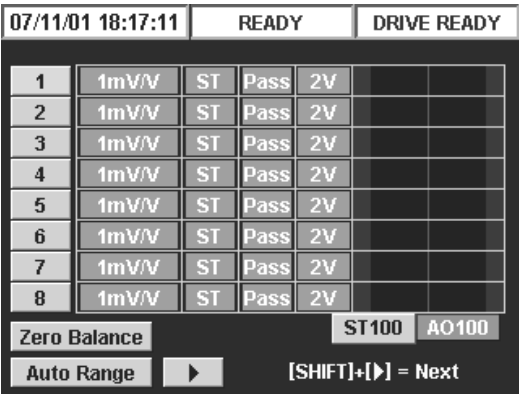 07/11/01 18:17:11 READY DRIVE READY
1 1mV/V ST Pass 2V
2 1mV/V ST Pass 2V
3 1mV/V ST Pass 2V
4 1mV/V ST Pass 2V
5 1mV/V ST Pass 2V
6 1mV/V ST Pass 2V
7 1mV/V ST Pass 2V
8 1mV/V ST Pass 2V
ST100 AO100
Zero Balance
Auto Range [SHIFT]+[▶] = Next